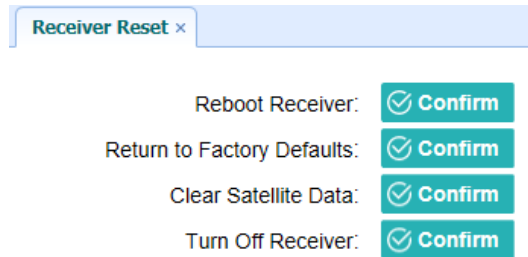 Receiver Reset ×
Reboot Receiver: Confirm
Return to Factory Defaults: Confirm
Clear Satellite Data: Confirm
Turn Off Receiver: Confirm